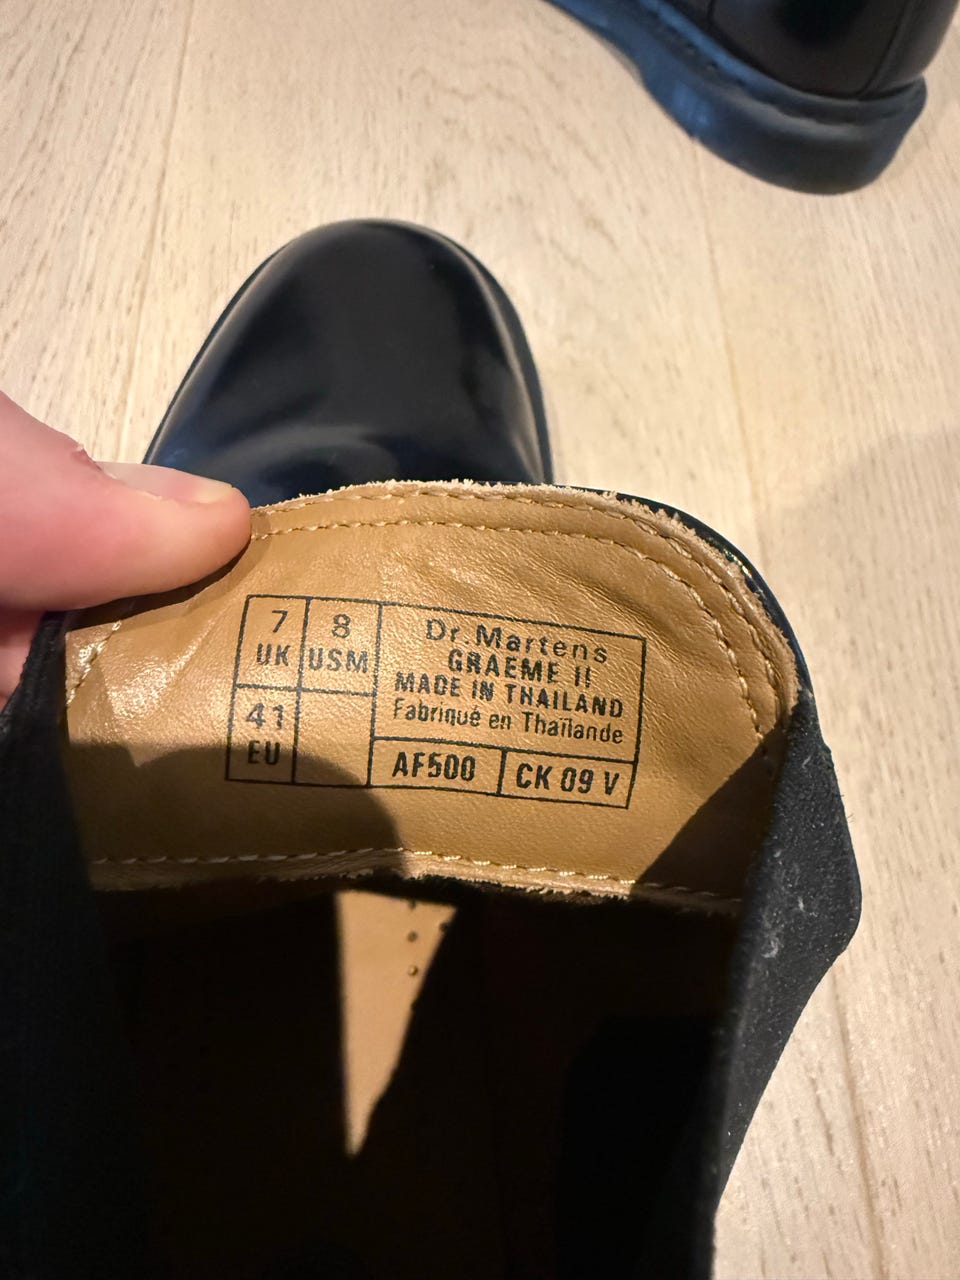 7
UK
8
USM
41
EU
Dr.Martens
GRAEME II
MADE IN THAILAND
Fabriqué en Thaïlande
AF500
CK 09 V